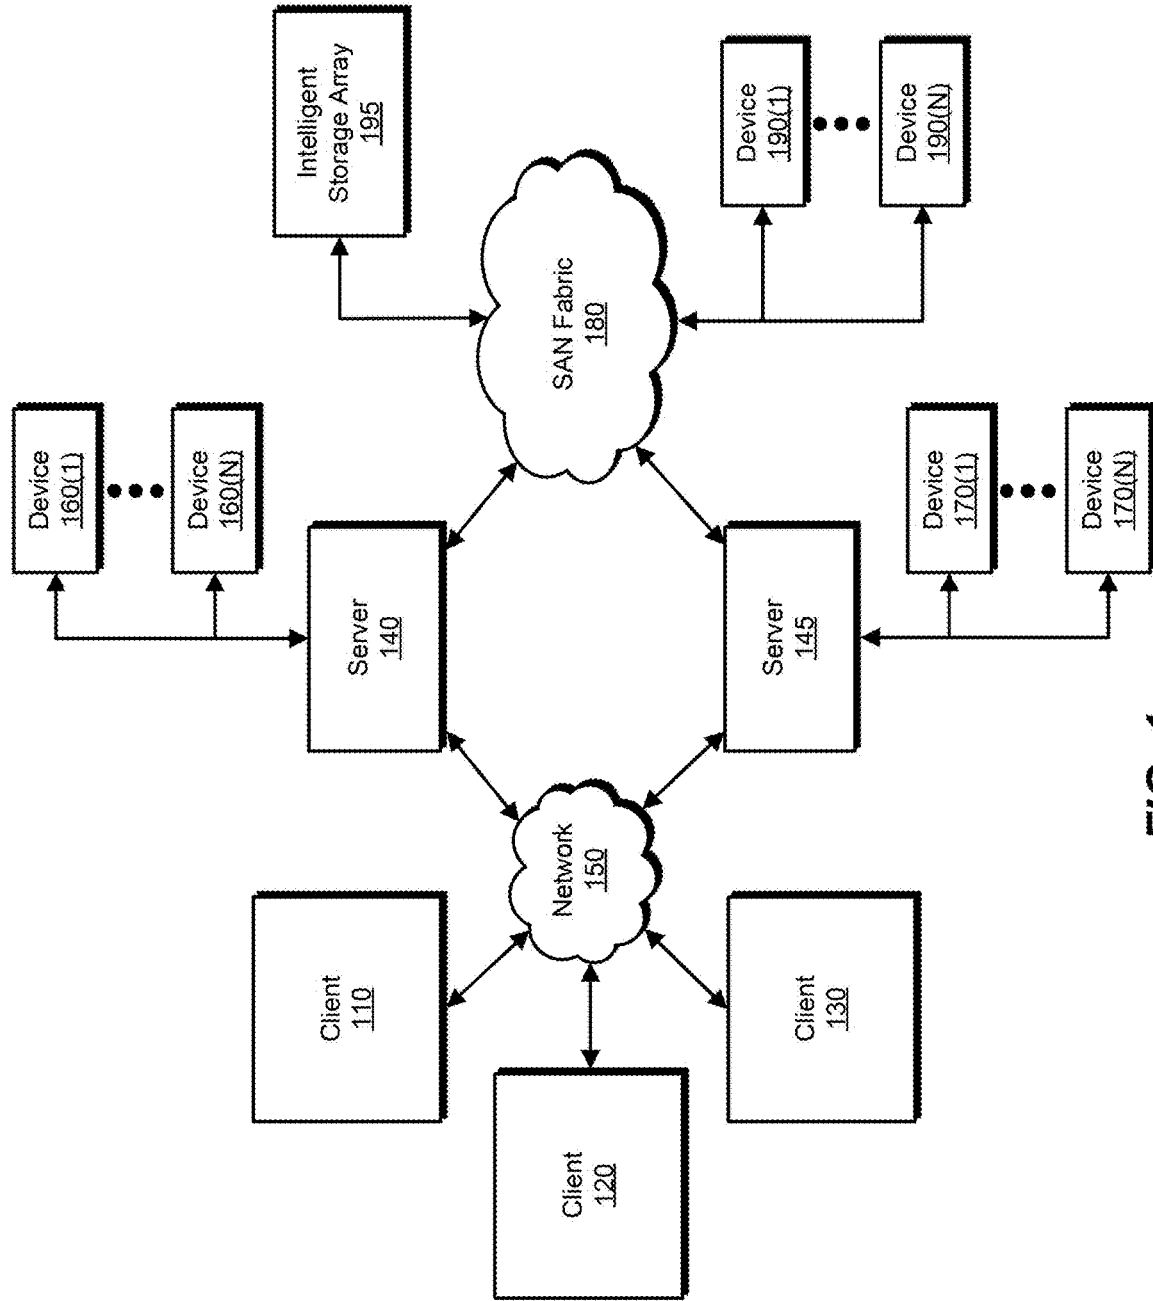 Intelligent
Storage Array
195
Device
190(1)
Device
190(N)
SAN Fabric
180
Device
160(1)
Device
160(N)
Device
170(1)
Device
170(N)
Server
140
Server
145
Network
150
Client
110
Client
130
Client
120